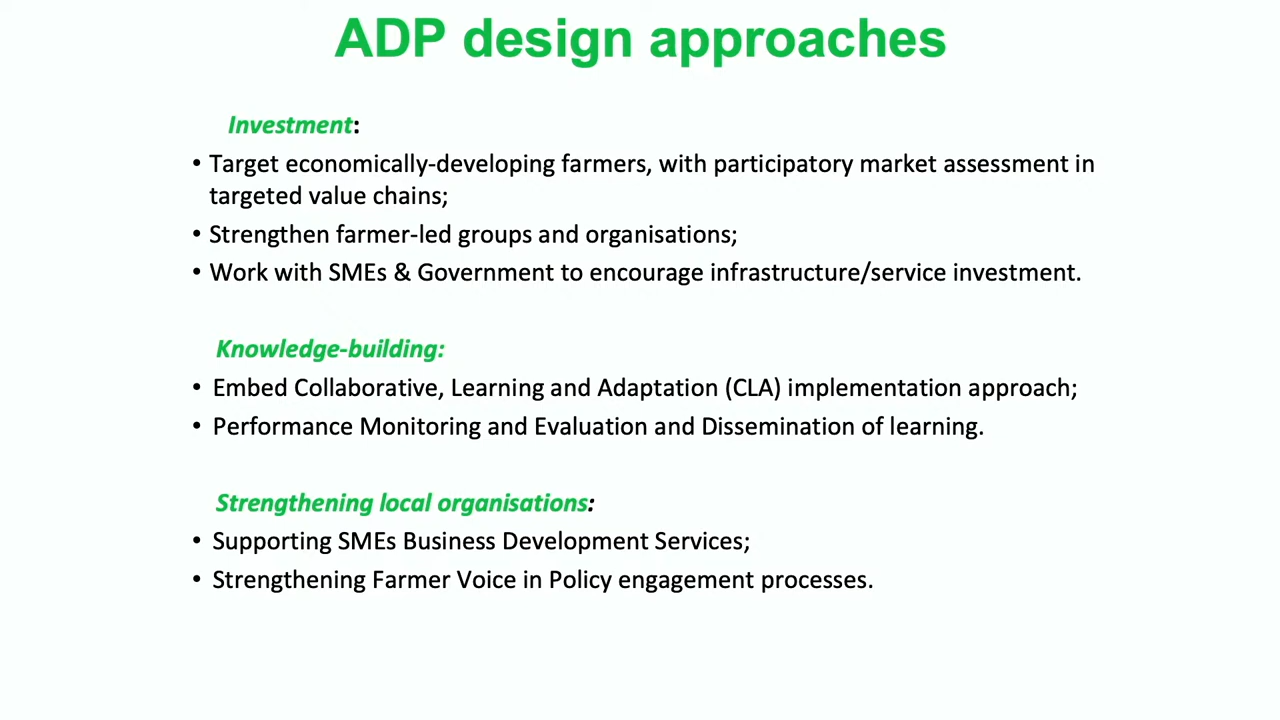 ADP design approaches
Investment:
• Target economically-developing farmers, with participatory market assessment in
targeted value chains;
• Strengthen farmer-led groups and organisations;
• Work with SMEs & Government to encourage infrastructure/service investment.
Knowledge-building:
• Embed Collaborative, Learning and Adaptation (CLA) implementation approach;
• Performance Monitoring and Evaluation and Dissemination of learning.
Strengthening local organisations:
• Supporting SMEs Business Development Services;
• Strengthening Farmer Voice in Policy engagement processes.